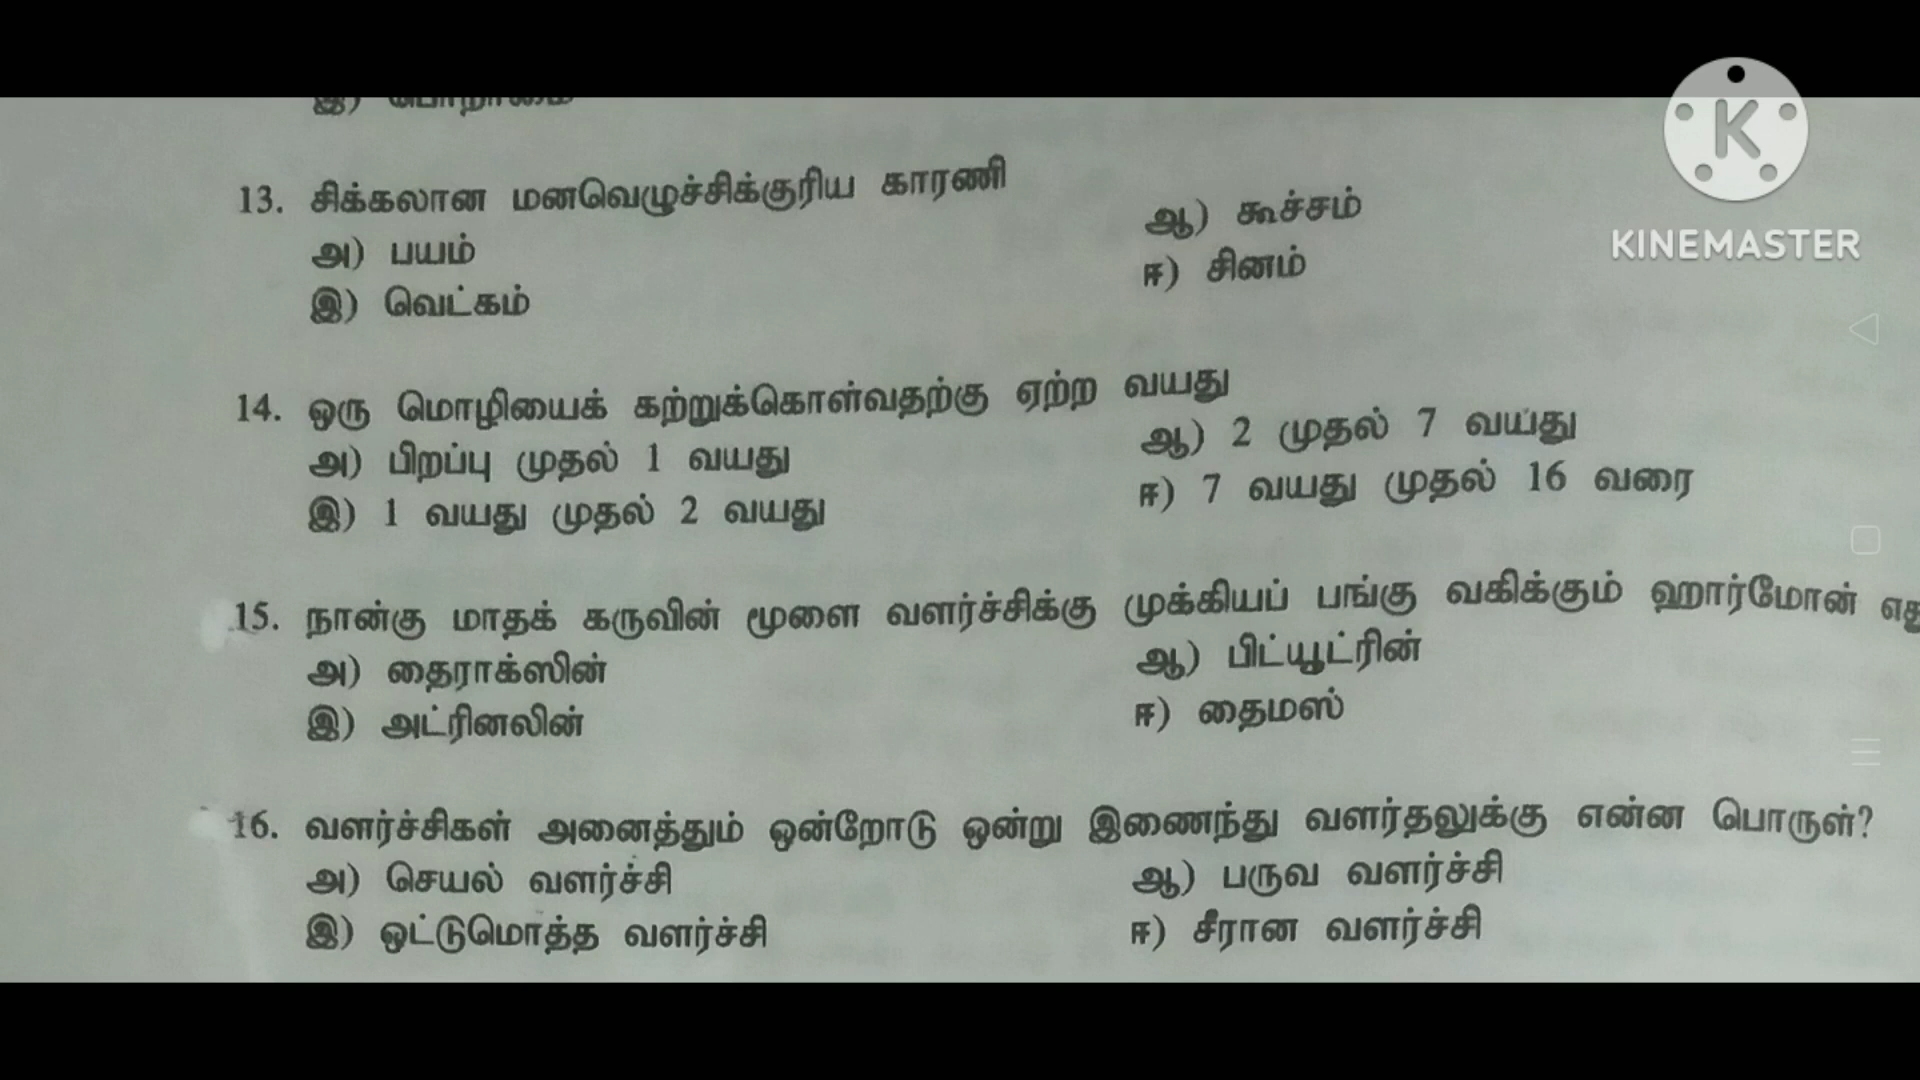 இ) பொறாமை
K
KINEMASTER
13. சிக்கலான மனவெழுச்சிக்குரிய காரணி
அ) பயம் ஆ) கூச்சம்
இ) வெட்கம் ஈ) சினம்
14. ஒரு மொழியைக் கற்றுக்கொள்வதற்கு ஏற்ற வயது
அ) பிறப்பு முதல் 1 வயது ஆ) 2 முதல் 7 வயது
இ) 1 வயது முதல் 2 வயது ஈ) 7 வயது முதல் 16 வரை
15. நான்கு மாதக் கருவின் மூளை வளர்ச்சிக்கு முக்கியப் பங்கு வகிக்கும் ஹார்மோன் எது
அ) தைராக்ஸின் ஆ) பிட்யூட்ரின்
இ) அட்ரினலின் ஈ) தைமஸ்
16. வளர்ச்சிகள் அனைத்தும் ஒன்றோடு ஒன்று இணைந்து வளர்தலுக்கு என்ன பொருள்?
அ) செயல் வளர்ச்சி ஆ) பருவ வளர்ச்சி
இ) ஒட்டுமொத்த வளர்ச்சி ஈ) சீரான வளர்ச்சி